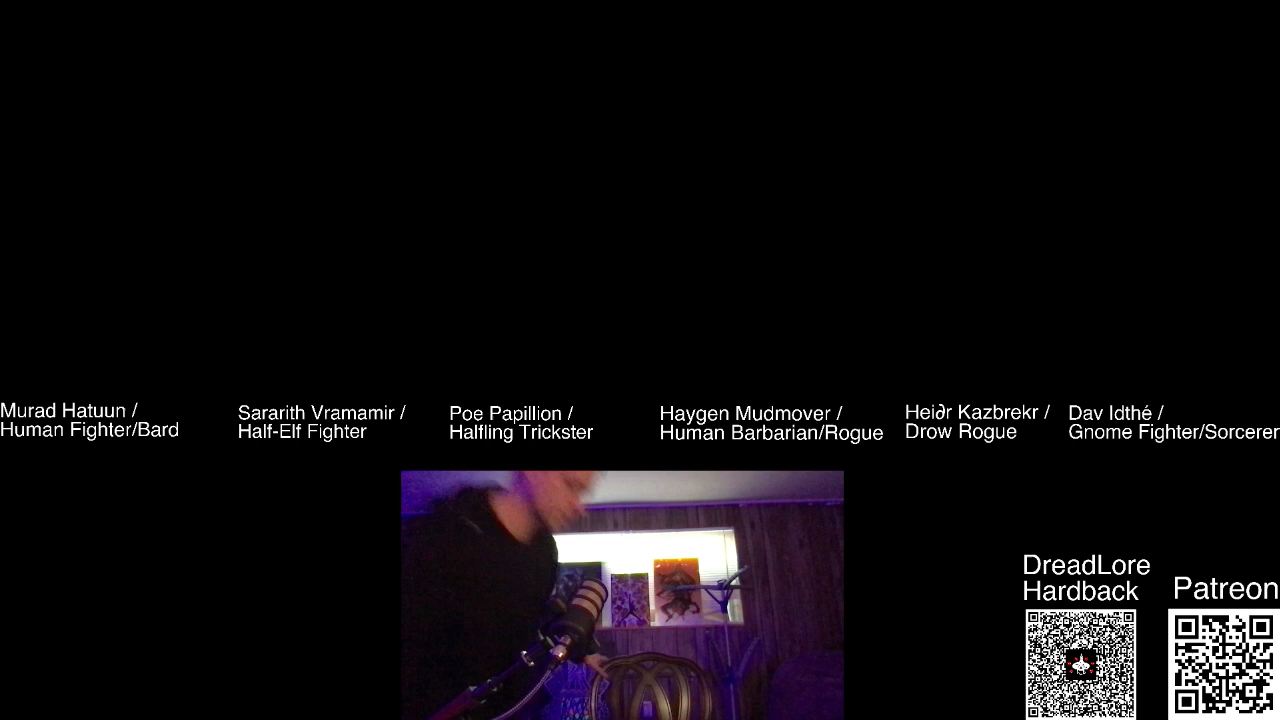 Murad Hatuun /
Human Fighter/Bard
Sararith Vramamir /
Half-Elf Fighter
Poe Papillion /
Halfling Trickster
Haygen Mudmover /
Human Barbarian/Rogue
Hei∂r Kazbrekr /
Drow Rogue
Dav Idthé /
Gnome Fighter/Sorcerer
DreadLore
Hardback
Patreon